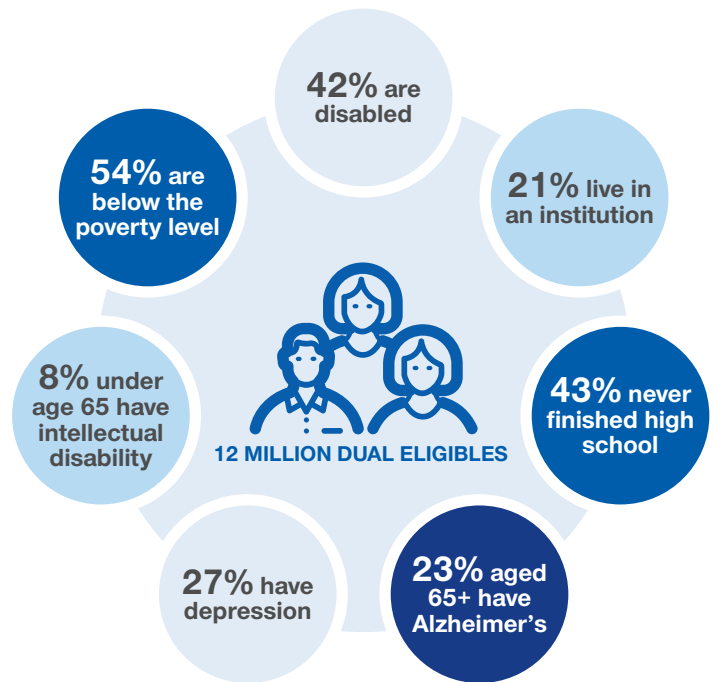 42% are
disabled
21% live in
an institution
43% never
finished high
school
23% aged
65+ have
Alzheimer’s
27% have
depression
8% under
age 65 have
intellectual
disability
54% are
below the
poverty level
12 MILLION DUAL ELIGIBLES